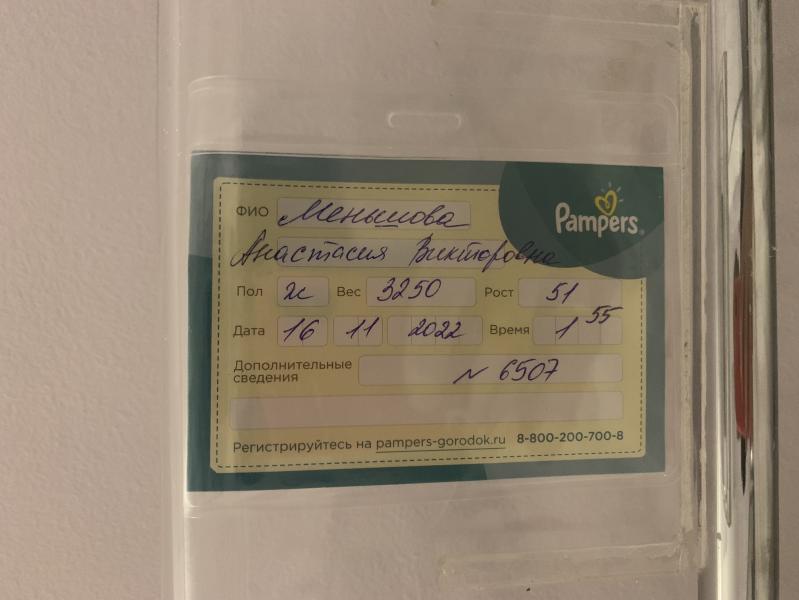 Pampers
ФИО Меньшова
Анастасия Викторовна
Пол ж Вес 3250 Рост 51
Дата 16 11 2022 Время 1 55
Дополнительные
сведения N 6507
Регистрируйтесь на pampers-gorodok.ru 8-800-200-700-8